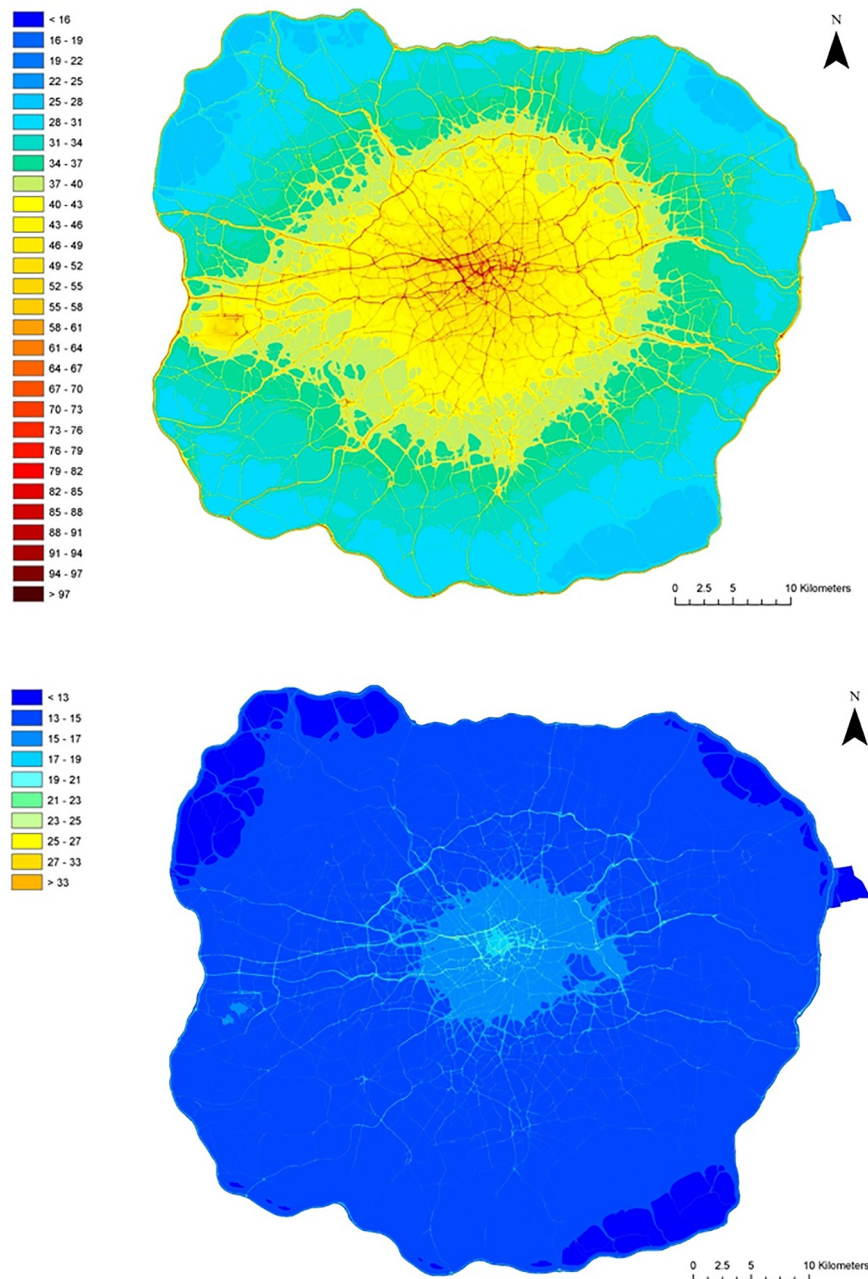 < 16
16 - 19
19 - 22
22 - 25
25 - 28
28 - 31
31 - 34
34 - 37
37 - 40
40 - 43
43 - 46
46 - 49
49 - 52
52 - 55
55 - 58
58 - 61
61 - 64
64 - 67
67 - 70
70 - 73
73 - 76
76 - 79
79 - 82
82 - 85
85 - 88
88 - 91
91 - 94
94 - 97
> 97
N
0 2.5 5 10 Kilometers
< 13
13 - 15
15 - 17
17 - 19
19 - 21
21 - 23
23 - 25
25 - 27
27 - 33
> 33
N
0 2.5 5 10 Kilometers